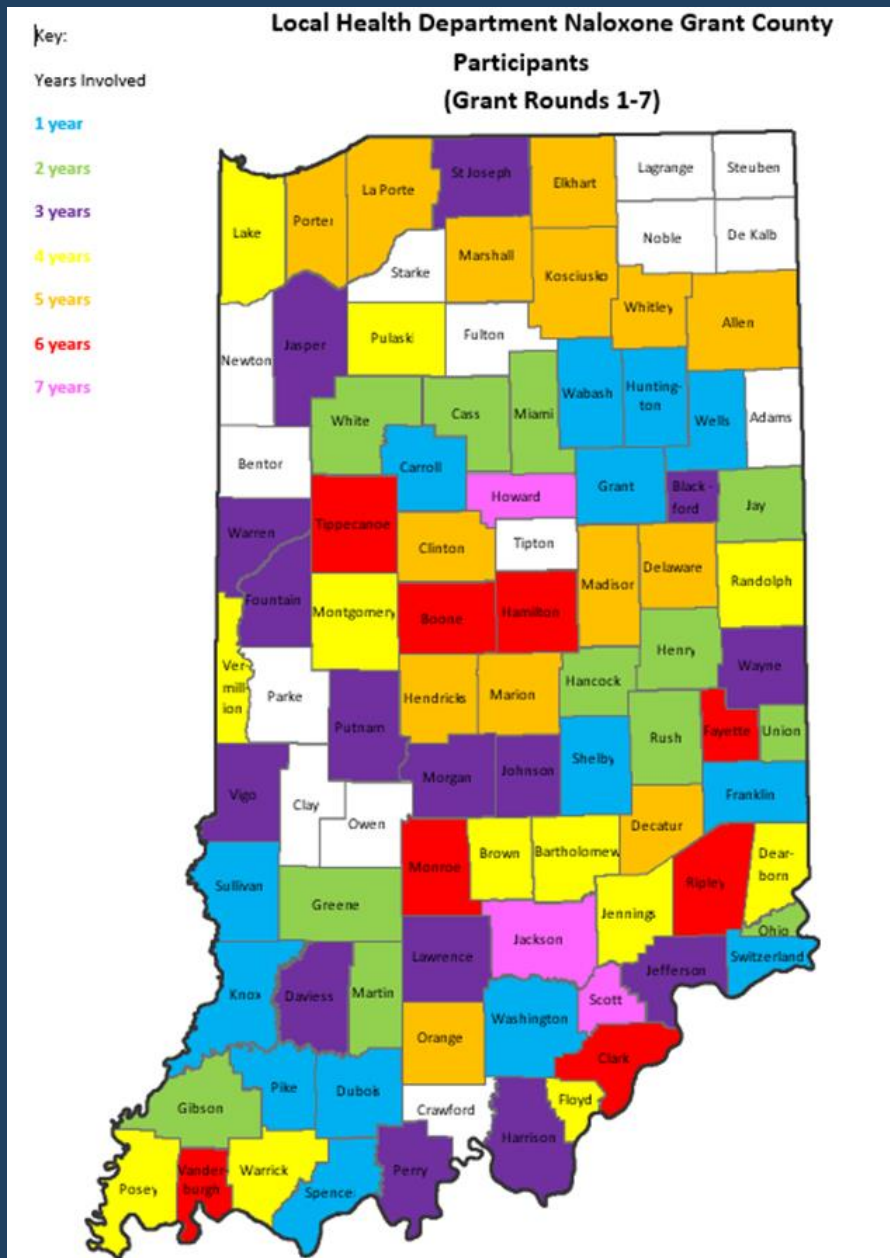 Local Health Department Naloxone Grant County
Participants
(Grant Rounds 1-7)
Key:
Years Involved
1 year
2 years
3 years
4 years
5 years
6 years
7 years
Lake
Porter
La Porte
St Joseph
Elkhart
Lagrange
Steuben
Noble
De Kalb
Starke
Marshall
Kosciusko
Whitley
Allen
Newton
Jasper
Pulaski
Fulton
Wabash
Hunting-
ton
Wells
Adams
White
Cass
Miami
Bentor
Carroll
Howard
Grant
Black-
ford
Jay
Warren
Tippecanoe
Clinton
Tipton
Madisor
Delaware
Randolph
Fountain
Montgomery
Boone
Hamilton
Henry
Wayne
Ver-
mill-
ion
Parke
Putnam
Hendricks
Marion
Hancock
Rush
Fayette
Union
Vigo
Clay
Owen
Morgan
Johnson
Shelby
Franklin
Decatur
Sullivan
Greene
Monroe
Brown
Bartholomew
Jennings
Ripley
Dear-
born
Ohio
Switzerland
Knox
Daviess
Martin
Lawrence
Jackson
Scott
Jefferson
Orange
Washington
Clark
Gibson
Pike
Dubois
Crawford
Harrison
Floyd
Posey
Vander-
burgh
Warrick
Spencer
Perry